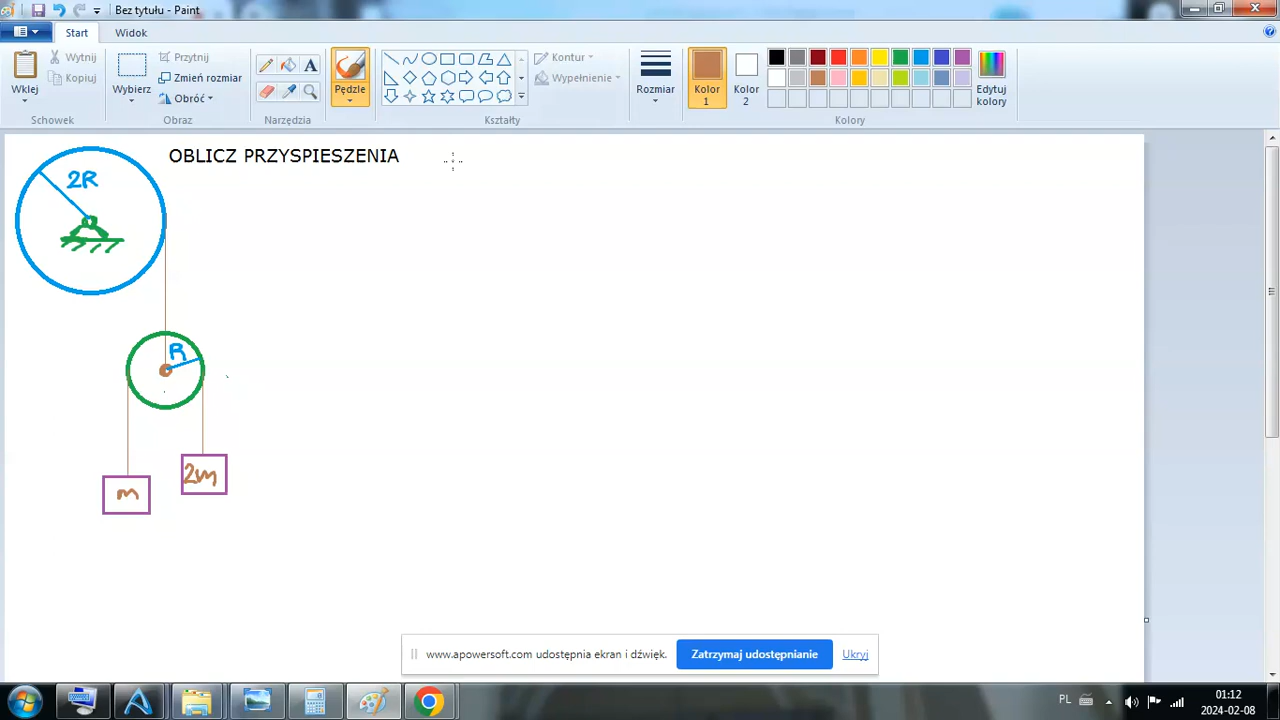 Bez tytułu - Paint
Start
Widok
Wklej
Wytnij
Kopiuj
Schowek
Wybierz
Przytnij
Zmień rozmiar
Obróć
Obraz
A
Narzędzia
Pędzle
Kontur
Wypełnienie
Kształty
Rozmiar
Kolor 1
Kolor 2
Edytuj kolory
Kolory
OBLICZ PRZYSPIESZENIA
2R
R
2m
m
www.apowersoft.com udostępnia ekran i dźwięk.
Zatrzymaj udostępnianie
Ukryj
PL
01:12
2024-02-08